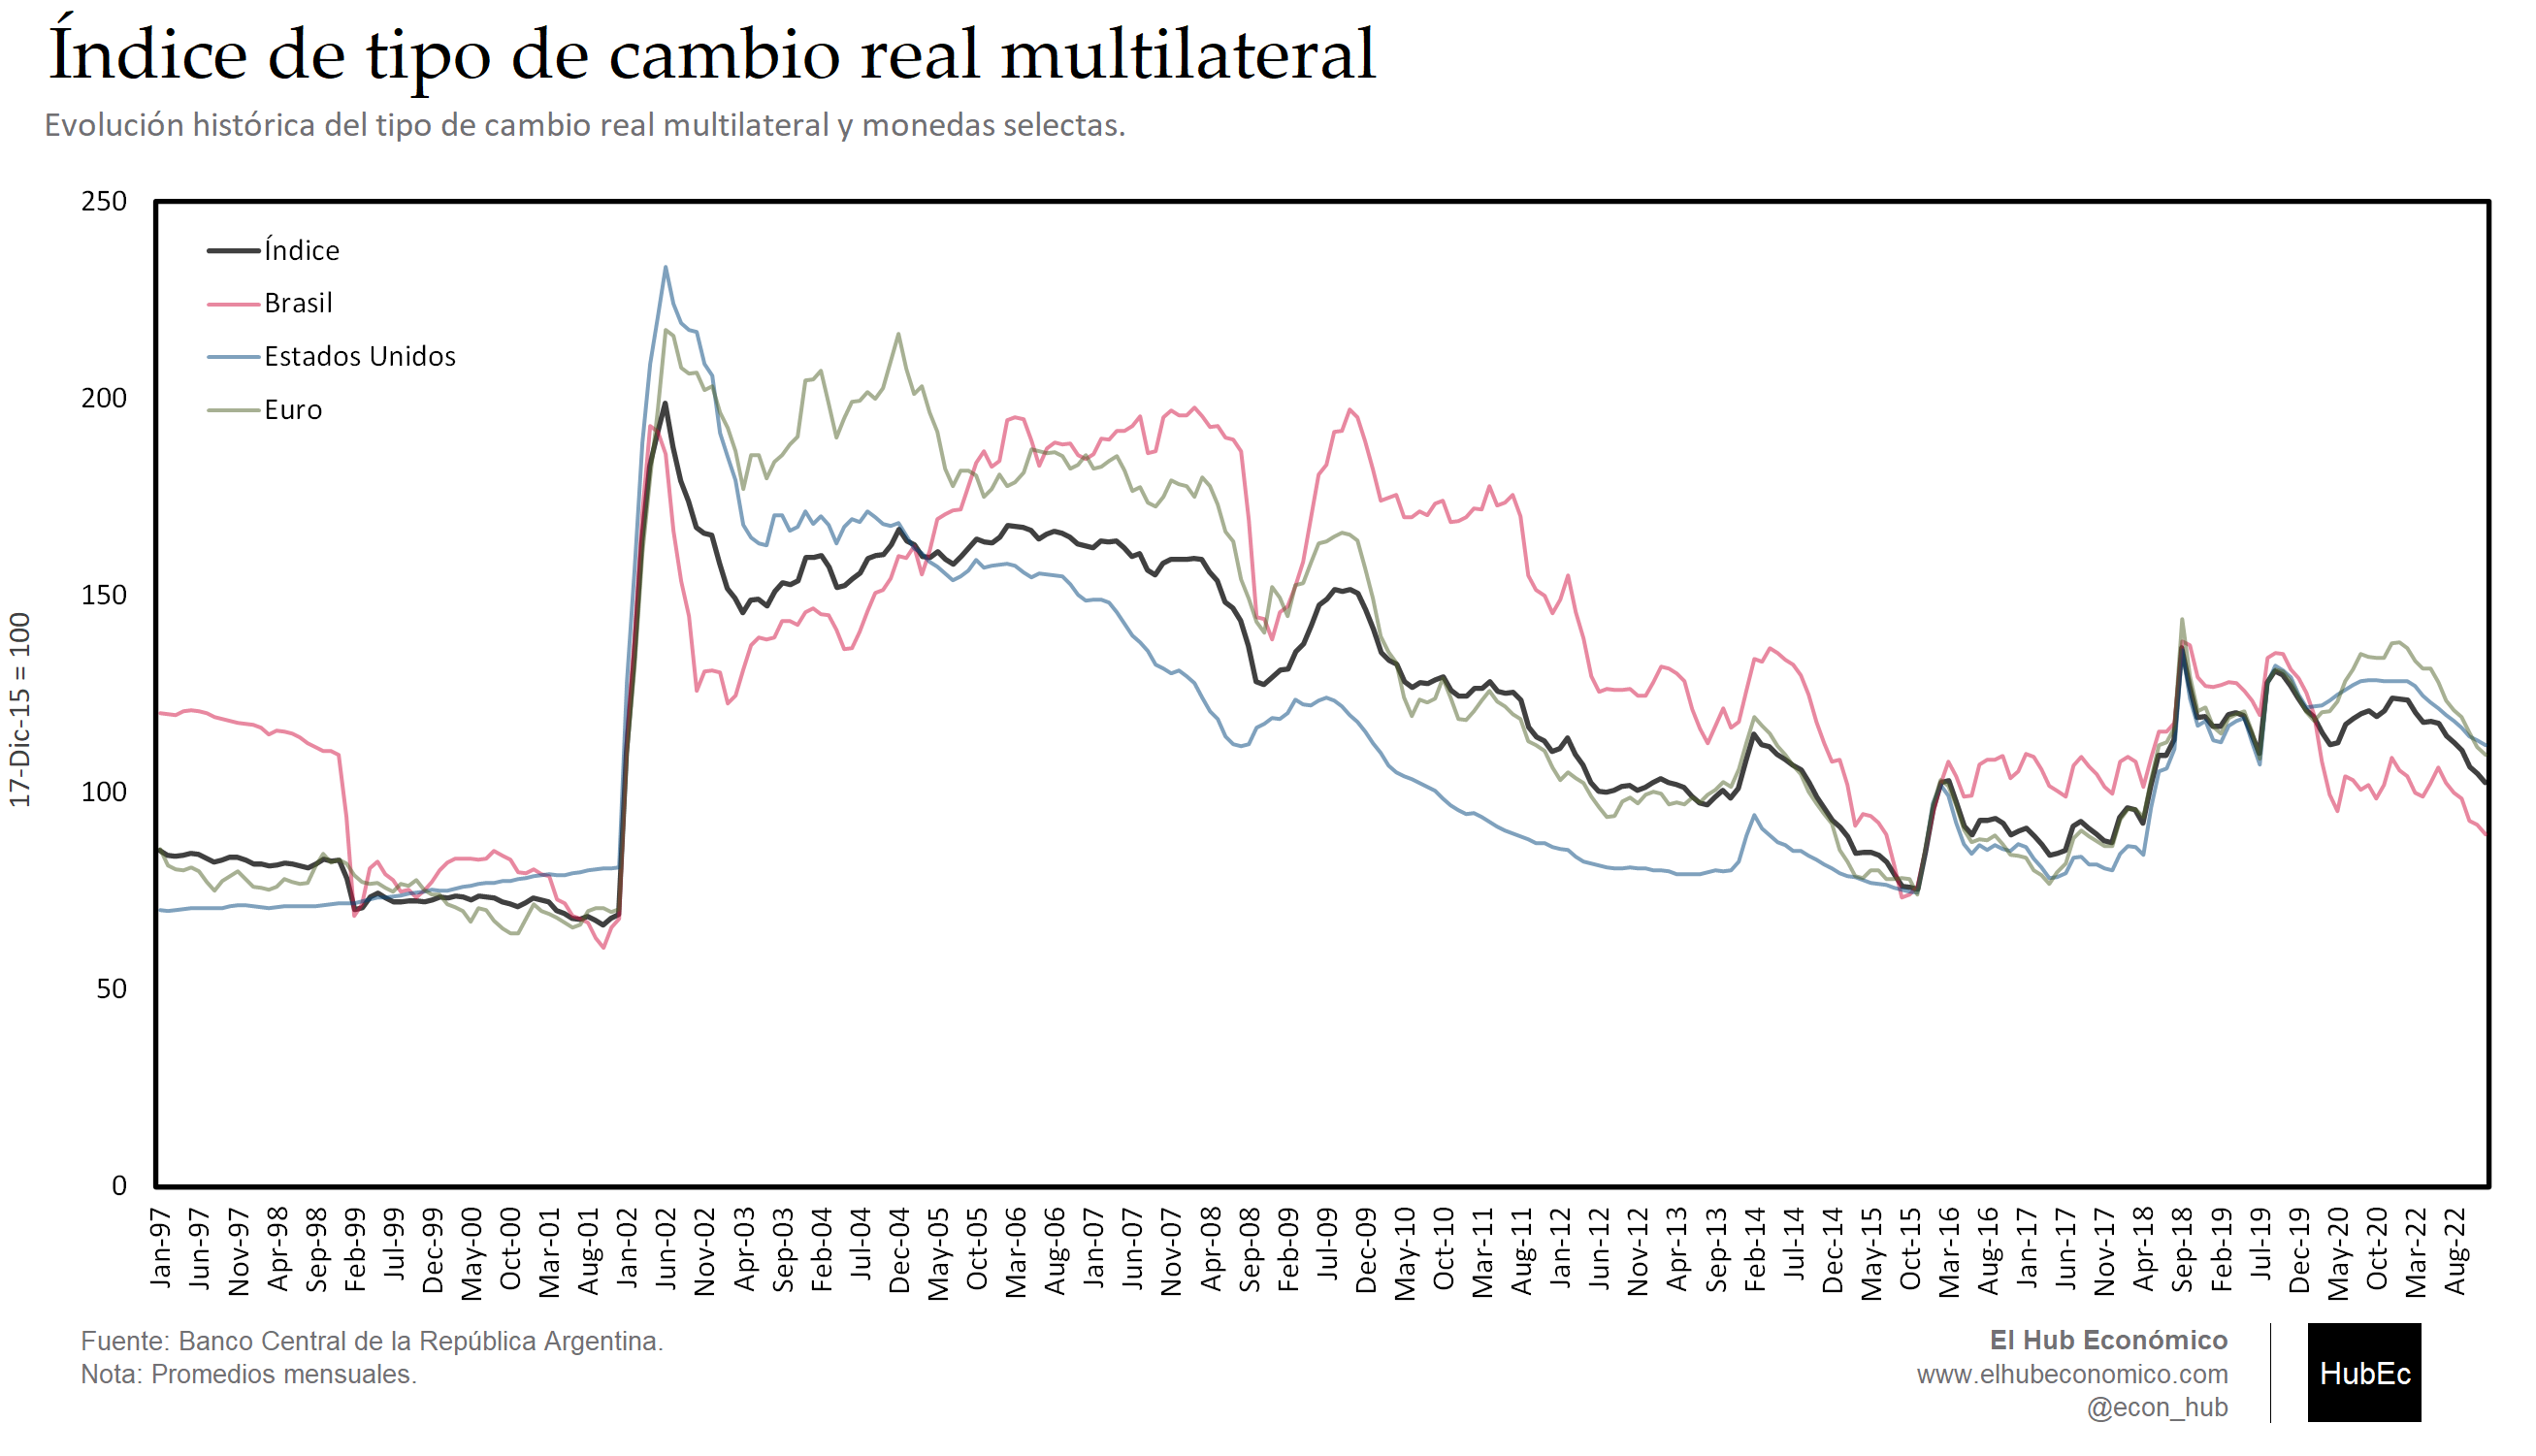 Índice de tipo de cambio real multilateral
Evolución histórica del tipo de cambio real multilateral y monedas selectas.
250
200
150
100
50
0
17-Dic-15 = 100
Índice
Brasil
Estados Unidos
Euro
Jan-97
Jun-97
Nov-97
Apr-98
Sep-98
Feb-99
Jul-99
Dec-99
May-00
Oct-00
Mar-01
Aug-01
Jan-02
Jun-02
Nov-02
Apr-03
Sep-03
Feb-04
Jul-04
Dec-04
May-05
Oct-05
Mar-06
Aug-06
Jan-07
Jun-07
Nov-07
Apr-08
Sep-08
Feb-09
Jul-09
Dec-09
May-10
Oct-10
Mar-11
Aug-11
Jan-12
Jun-12
Nov-12
Apr-13
Sep-13
Feb-14
Jul-14
Dec-14
May-15
Oct-15
Mar-16
Aug-16
Jan-17
Jun-17
Nov-17
Apr-18
Sep-18
Feb-19
Jul-19
Dec-19
May-20
Oct-20
Mar-22
Aug-22
Fuente: Banco Central de la República Argentina.
Nota: Promedios mensuales.
El Hub Económico
www.elhubeconomico.com
@econ_hub
HubEc